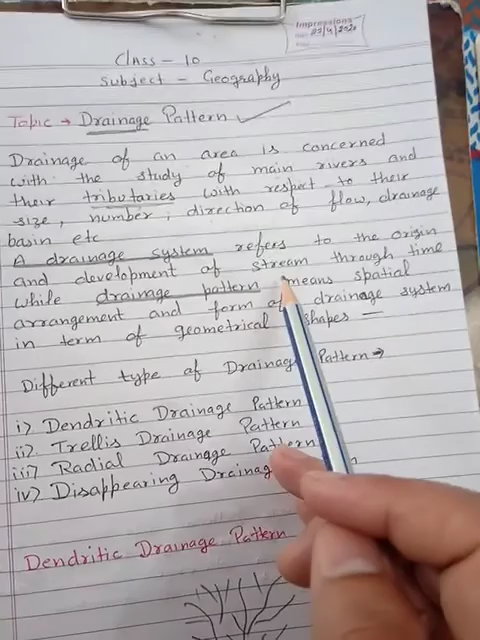 Impressions
Class - 10
Subject - Geography
Topic → Drainage Pattern
Drainage of an area is concerned
with the study of main rivers and
their tributaries with respect to their
size, number, direction of flow, drainage
basin etc
A drainage system refers to the origin
and development of stream through time
while drainage pattern means spatial
arrangement and form of drainage system
in term of geometrical shapes —
Different type of Drainage Pattern →
i) Dendritic Drainage Pattern
ii). Trellis Drainage Pattern
iii) Radial Drainage Pattern
iv) Disappearing Drainag
Dendritic Drainage Pattern